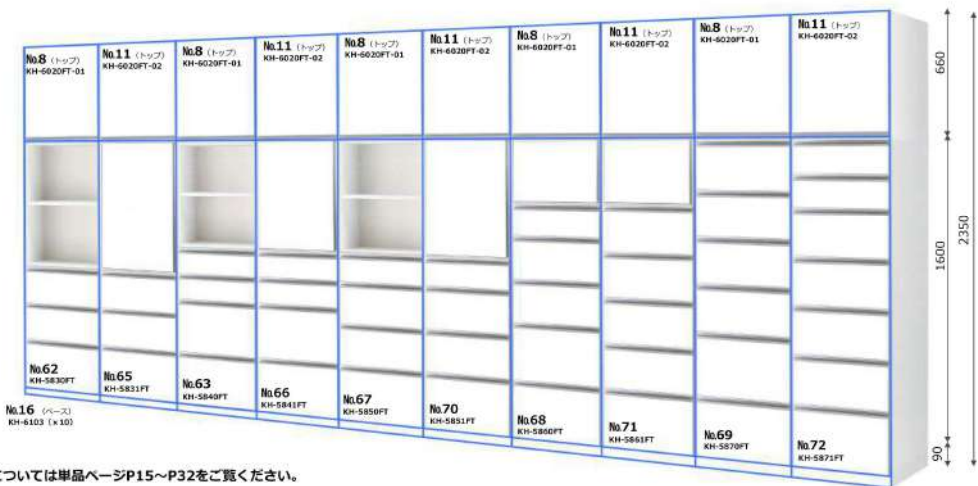 No.8 (トップ)
KH-6020FT-01
No.11 (トップ)
KH-6020FT-02
No.8 (トップ)
KH-6020FT-01
No.11 (トップ)
KH-6020FT-02
No.8 (トップ)
KH-6020FT-01
No.11 (トップ)
KH-6020FT-02
No.8 (トップ)
KH-6020FT-01
No.11 (トップ)
KH-6020FT-02
No.8 (トップ)
KH-6020FT-01
No.11 (トップ)
KH-6020FT-02
660
1600
2350
90
No.62
KH-5830FT
No.65
KH-5831FT
No.63
KH-5840FT
No.66
KH-5841FT
No.67
KH-5850FT
No.70
KH-5851FT
No.68
KH-5860FT
No.71
KH-5861FT
No.69
KH-5870FT
No.72
KH-5871FT
No.16 (ベース)
KH-6103 (x10)
については単品ページP15～P32をご覧ください。